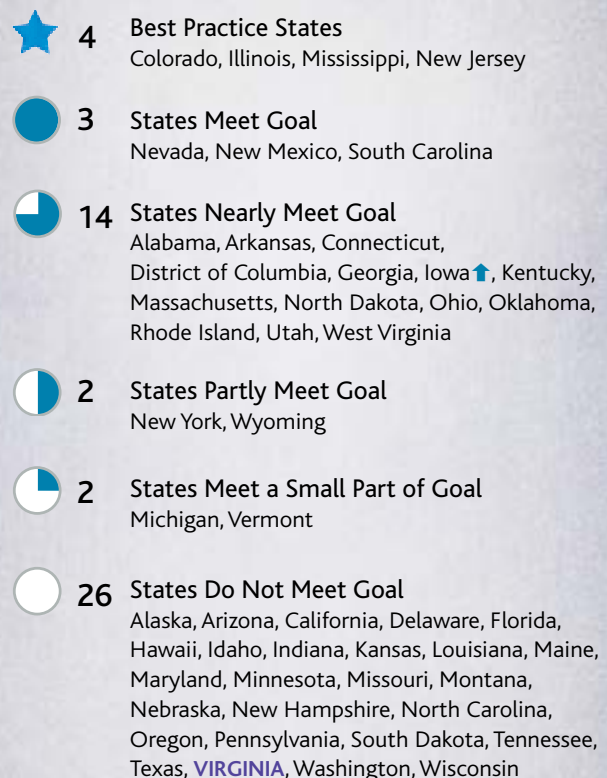 4 Best Practice States
Colorado, Illinois, Mississippi, New Jersey
3 States Meet Goal
Nevada, New Mexico, South Carolina
14 States Nearly Meet Goal
Alabama, Arkansas, Connecticut,
District of Columbia, Georgia, Iowa⬆, Kentucky,
Massachusetts, North Dakota, Ohio, Oklahoma,
Rhode Island, Utah, West Virginia
2 States Partly Meet Goal
New York, Wyoming
2 States Meet a Small Part of Goal
Michigan, Vermont
26 States Do Not Meet Goal
Alaska, Arizona, California, Delaware, Florida,
Hawaii, Idaho, Indiana, Kansas, Louisiana, Maine,
Maryland, Minnesota, Missouri, Montana,
Nebraska, New Hampshire, North Carolina,
Oregon, Pennsylvania, South Dakota, Tennessee,
Texas, VIRGINIA, Washington, Wisconsin